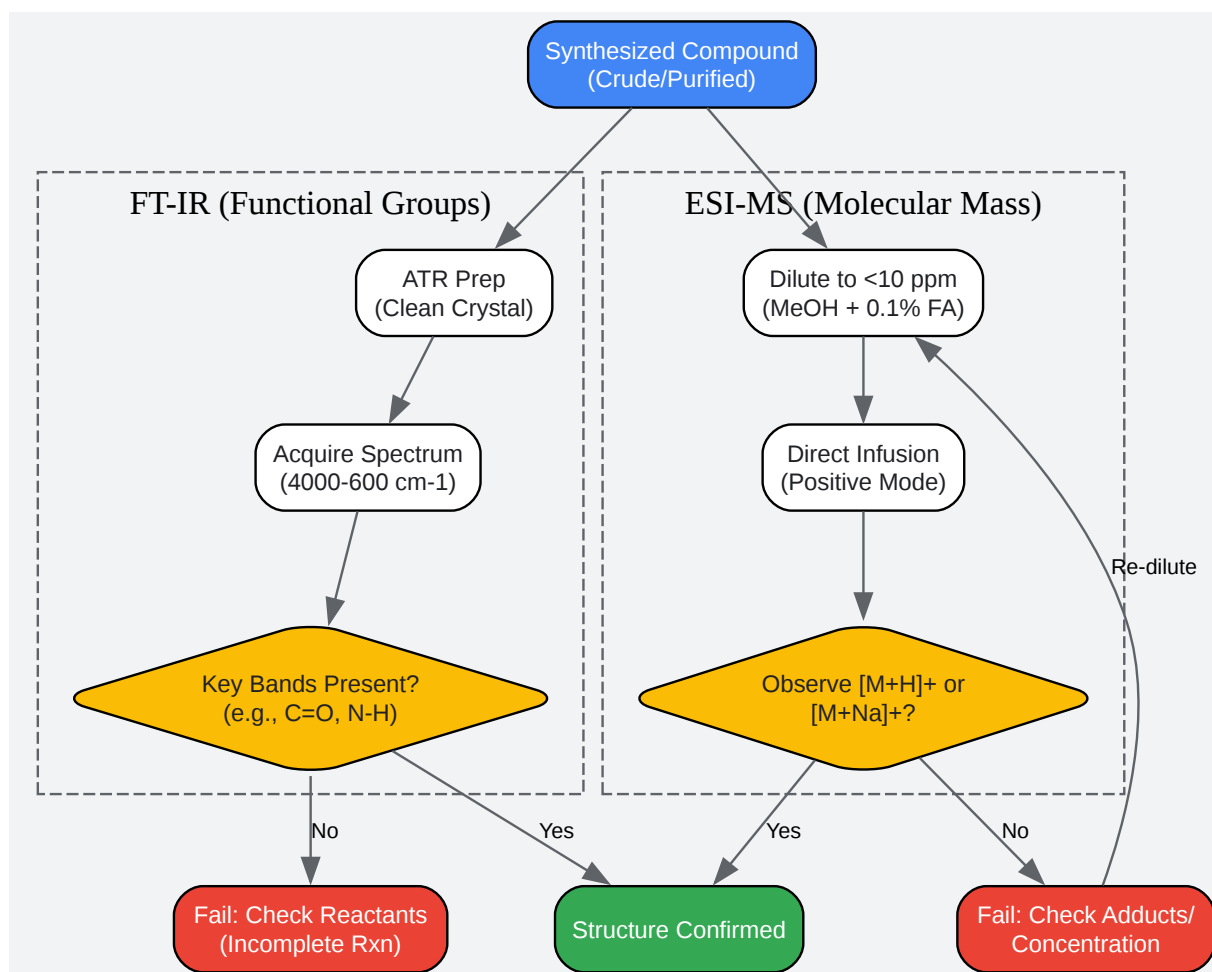 Synthesized Compound
(Crude/Purified)
FT-IR (Functional Groups)
ESI-MS (Molecular Mass)
ATR Prep
(Clean Crystal)
Dilute to <10 ppm
(MeOH + 0.1% FA)
Acquire Spectrum
(4000-600 cm-1)
Direct Infusion
(Positive Mode)
Re-dilute
Key Bands Present?
(e.g., C=O, N-H)
Observe [M+H]+ or
[M+Na]+?
No
Yes
Yes
No
Fail: Check Reactants
(Incomplete Rxn)
Structure Confirmed
Fail: Check Adducts/
Concentration